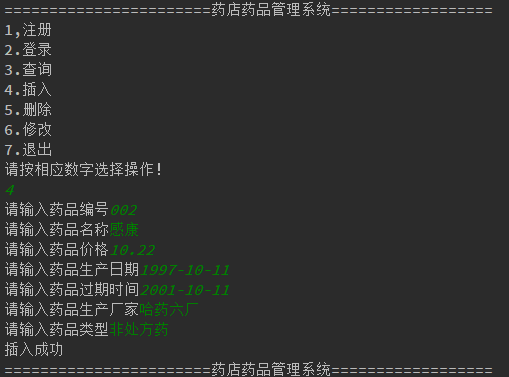 =======================药店药品管理系统==================
1,注册
2.登录
3.查询
4.插入
5.删除
6.修改
7.退出
请按相应数字选择操作!
4
请输入药品编号002
请输入药品名称感康
请输入药品价格10.22
请输入药品生产日期1997-10-11
请输入药品过期时间2001-10-11
请输入药品生产厂家哈药六厂
请输入药品类型非处方药
插入成功
=======================药店药品管理系统==================